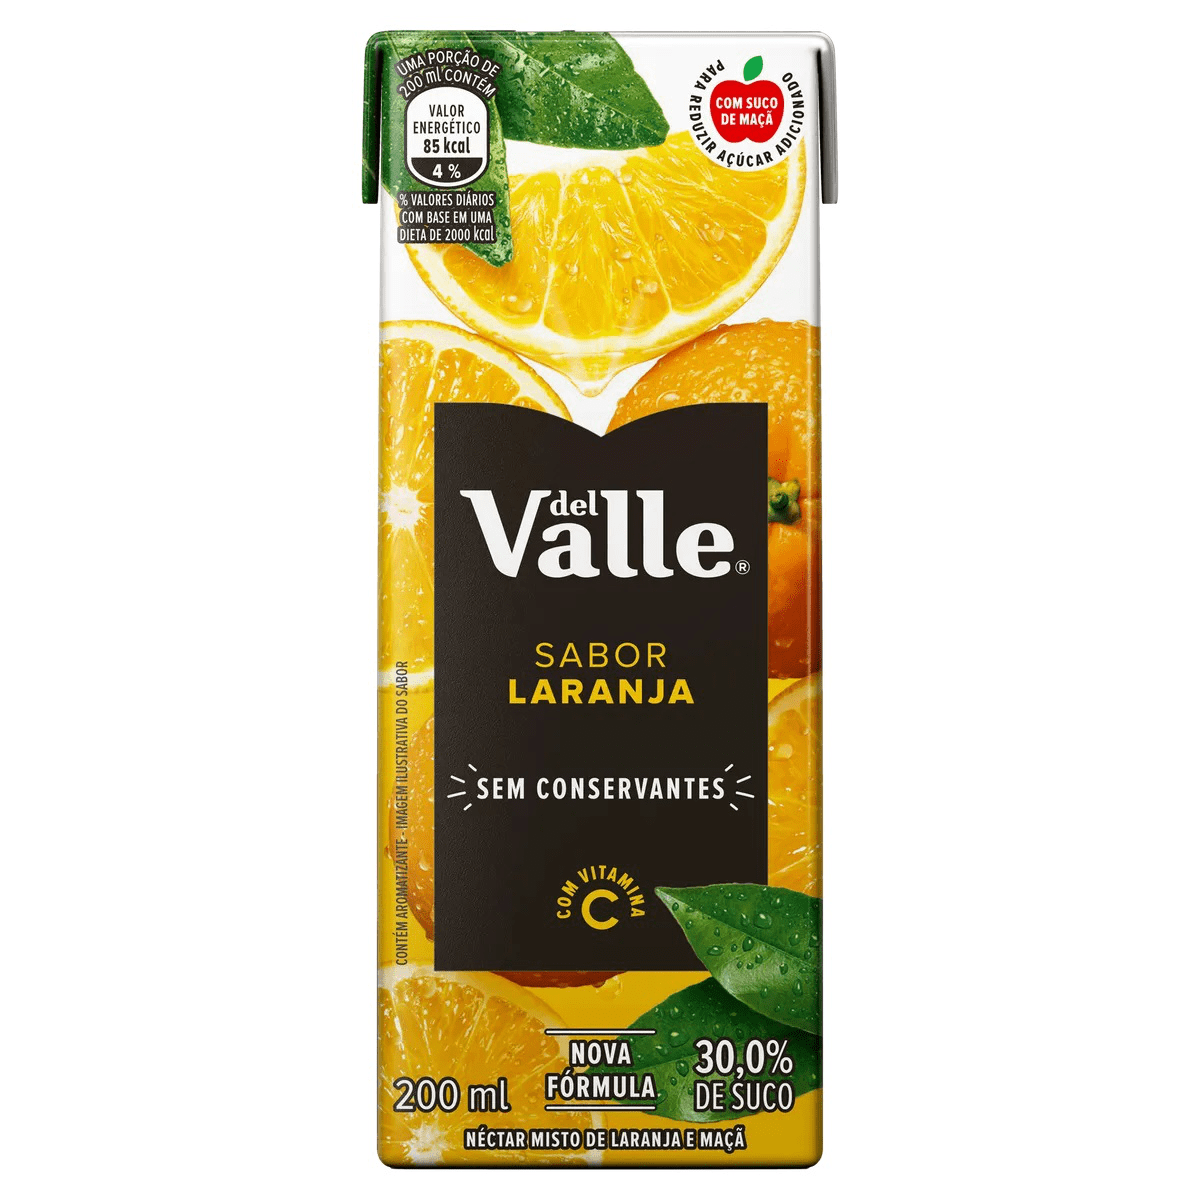 UMA PORÇÃO DE
200 ml CONTÉM
VALOR
ENERGÉTICO
85 kcal
4 %
% VALORES DIÁRIOS
COM BASE EM UMA
DIETA DE 2000 kcal
COM SUCO
DE MAÇÃ
PARA REDUZIR AÇÚCAR ADICIONADO
del
Valle®
SABOR
LARANJA
SEM CONSERVANTES
COM VITAMINA
C
CONTÉM AROMATIZANTE - IMAGEM ILUSTRATIVA DO SABOR
200 ml
NOVA
FÓRMULA
30,0%
DE SUCO
NÉCTAR MISTO DE LARANJA E MAÇÃ